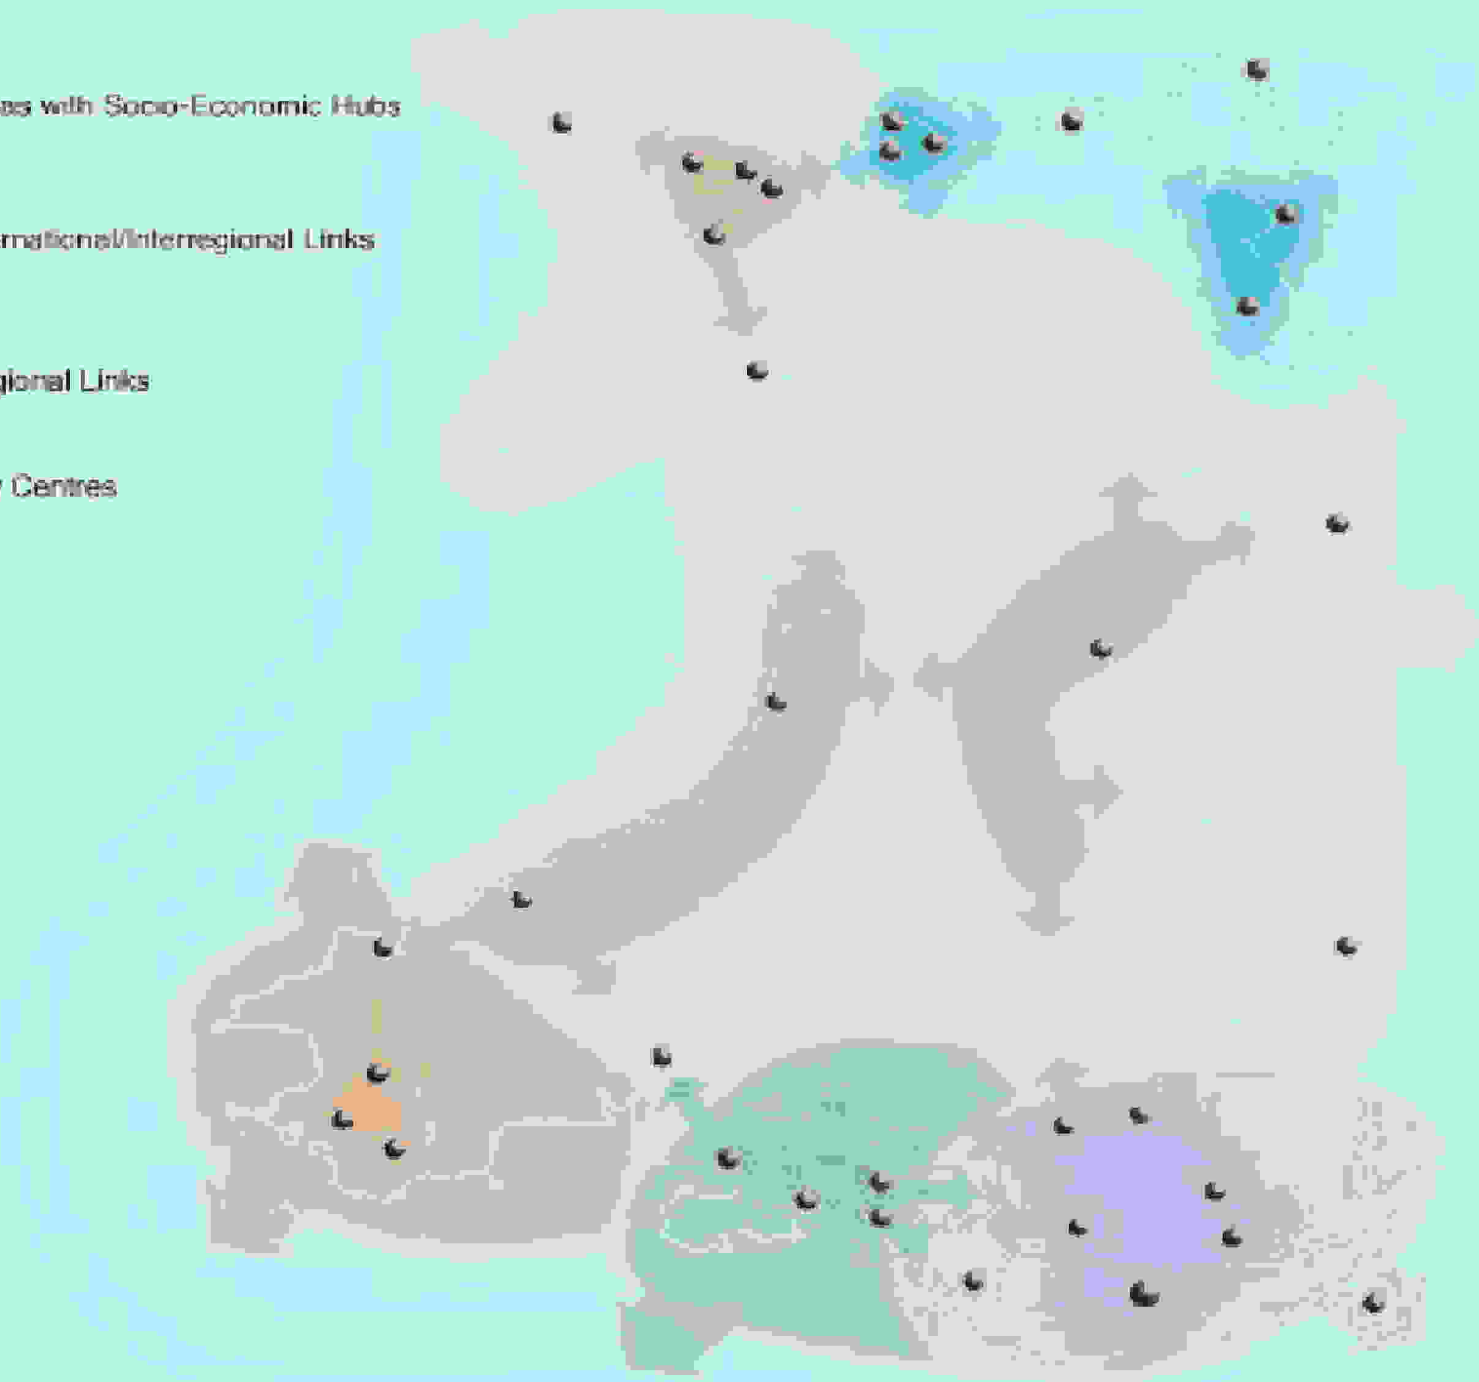 as with Socio-Economic Hubs
rnational/Interregional Links
gional Links
Centres